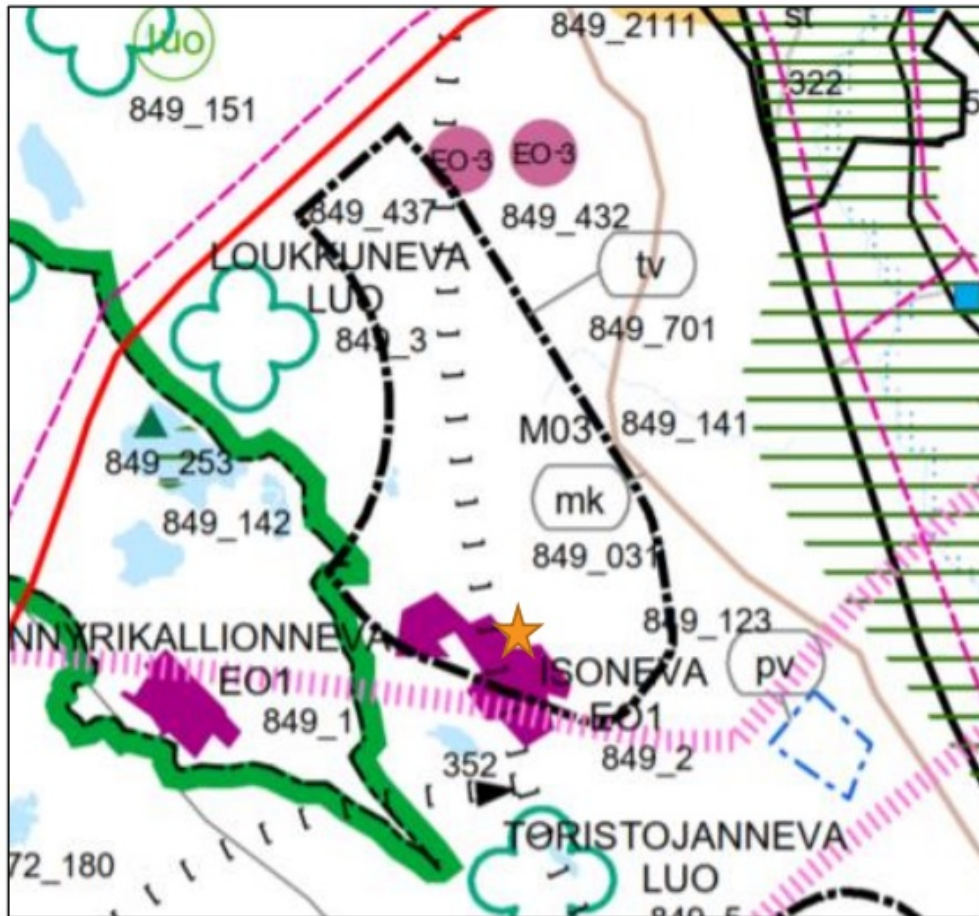 luo
849_2111
st
322
849_151
EO-3
EO-3
849_437
849_432
LOUKKUNEVA
LUO
tv
849_3
849_701
M03
849_141
849_253
mk
849_142
849_031
849_123
NNYRIKALLIONNEVA
EO1
ISONEVA
pv
EO1
849_1
849_2
352
TORISTOJANNEVA
LUO
72_180